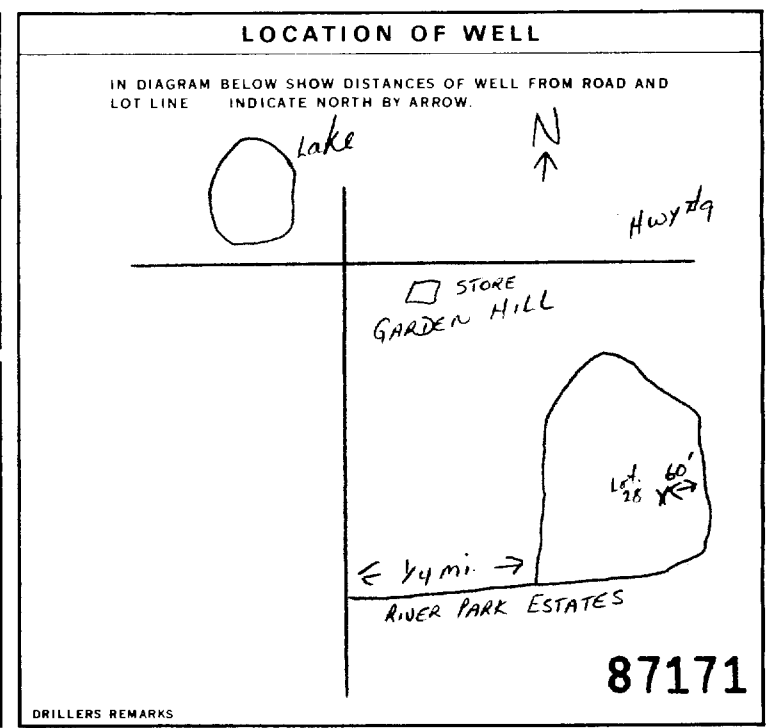 LOCATION OF WELL
IN DIAGRAM BELOW SHOW DISTANCES OF WELL FROM ROAD AND
LOT LINE INDICATE NORTH BY ARROW.
Lake
N
Hwy #9
STORE
GARDEN HILL
Lot. 60'
28 X
1/4 mi.
RIVER PARK ESTATES
87171
DRILLERS REMARKS